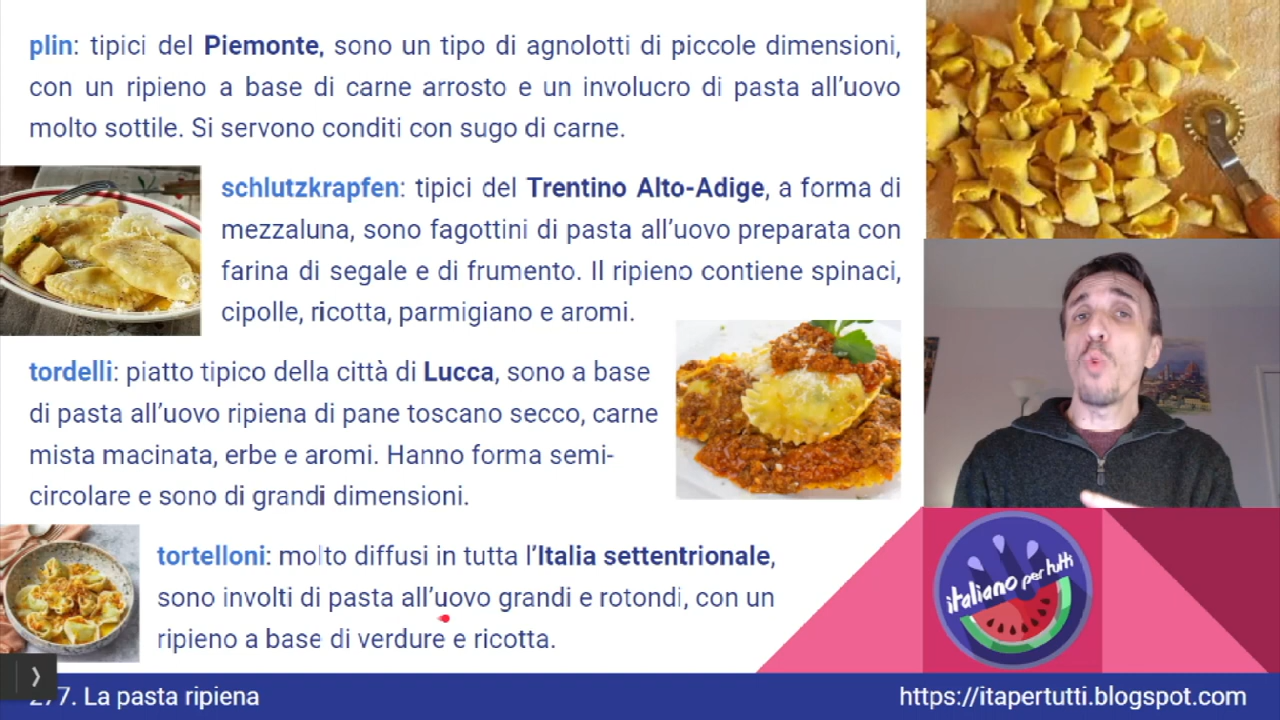 plin: tipici del Piemonte, sono un tipo di agnolotti di piccole dimensioni,
con un ripieno a base di carne arrosto e un involucro di pasta all’uovo
molto sottile. Si servono conditi con sugo di carne.
schlutzkrapfen: tipici del Trentino Alto-Adige, a forma di
mezzaluna, sono fagottini di pasta all’uovo preparata con
farina di segale e di frumento. Il ripieno contiene spinaci,
cipolle, ricotta, parmigiano e aromi.
tordelli: piatto tipico della città di Lucca, sono a base
di pasta all’uovo ripiena di pane toscano secco, carne
mista macinata, erbe e aromi. Hanno forma semi-
circolare e sono di grandi dimensioni.
tortelloni: molto diffusi in tutta l’Italia settentrionale,
sono involti di pasta all’uovo grandi e rotondi, con un
ripieno a base di verdure e ricotta.
italiano per tutti
La pasta ripiena
https://itapertutti.blogspot.com